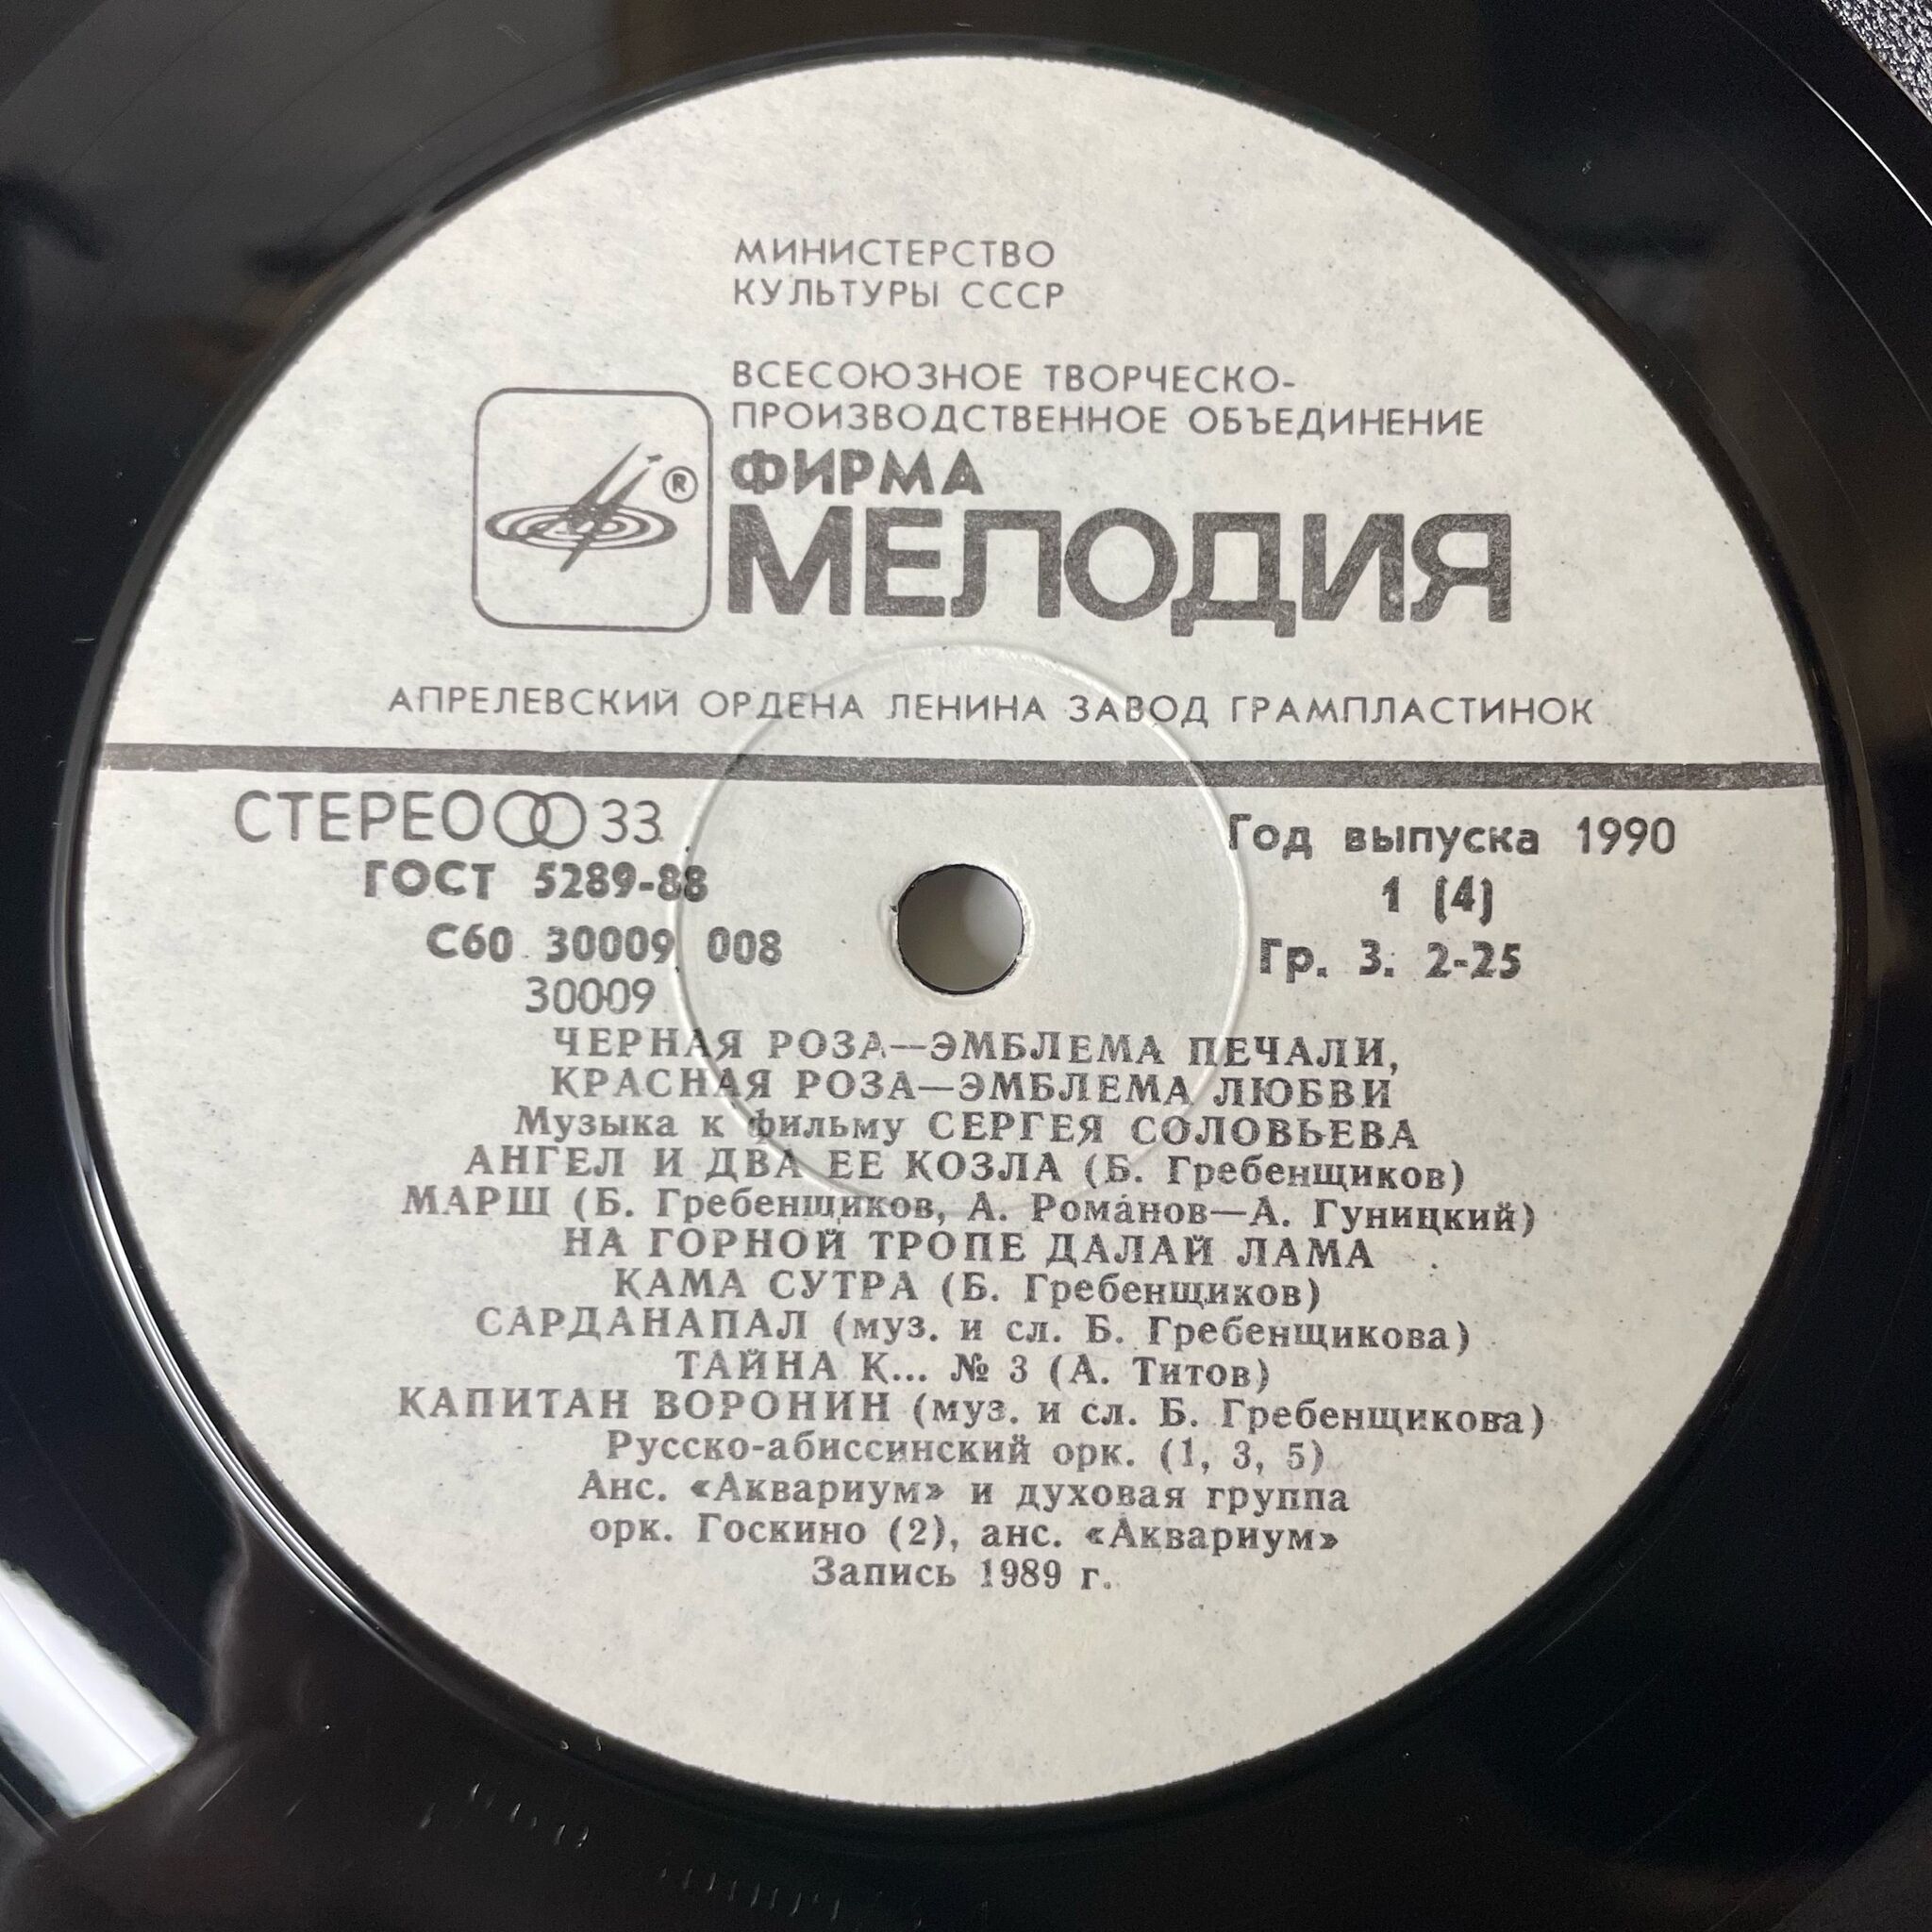 МИНИСТЕРСТВО
КУЛЬТУРЫ СССР
ВСЕСОЮЗНОЕ ТВОРЧЕСКО-
ПРОИЗВОДСТВЕННОЕ ОБЪЕДИНЕНИЕ
ФИРМА
®
МЕЛОДИЯ
АПРЕЛЕВСКИЙ ОРДЕНА ЛЕНИНА ЗАВОД ГРАМПЛАСТИНОК
СТЕРЕО 33
Год выпуска 1990
ГОСТ 5289-88
1 (4)
С60 30009 008
Гр. 3. 2-25
30009
ЧЕРНАЯ РОЗА—ЭМБЛЕМА ПЕЧАЛИ,
КРАСНАЯ РОЗА—ЭМБЛЕМА ЛЮБВИ
Музыка к фильму СЕРГЕЯ СОЛОВЬЕВА
АНГЕЛ И ДВА ЕЕ КОЗЛА (Б. Гребенщиков)
МАРШ (Б. Гребенщиков, А. Романов—А. Гуницкий)
НА ГОРНОЙ ТРОПЕ ДАЛАЙ ЛАМА
КАМА СУТРА (Б. Гребенщиков)
САРДАНАПАЛ (муз. и сл. Б. Гребенщикова)
ТАЙНА К... № 3 (А. Титов)
КАПИТАН ВОРОНИН (муз. и сл. Б. Гребенщикова)
Русско-абиссинский орк. (1, 3, 5)
Анс. «Аквариум» и духовая группа
орк. Госкино (2), анс. «Аквариум»
Запись 1989 г.